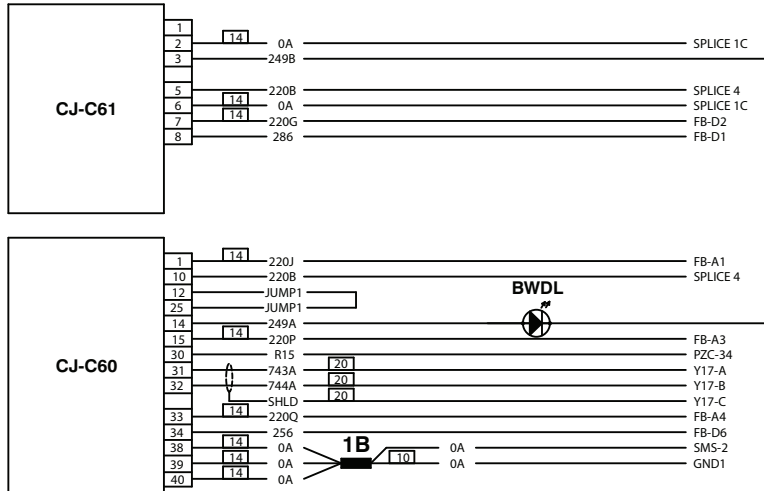 CJ-C61
1
2 14 0A SPLICE 1C
3 249B
5 220B SPLICE 4
6 14 0A SPLICE 1C
7 14 220G FB-D2
8 286 FB-D1
CJ-C60
1 14 220J FB-A1
10 220B SPLICE 4
12 JUMP1
25 JUMP1
BWDL
14 249A
15 14 220P FB-A3
30 R15 PZC-34
31 743A 20 Y17-A
32 744A 20 Y17-B
SHLD 20 Y17-C
33 14 220Q FB-A4
34 256 FB-D6
1B
38 14 0A 0A SMS-2
39 14 0A 10 0A GND1
40 14 0A